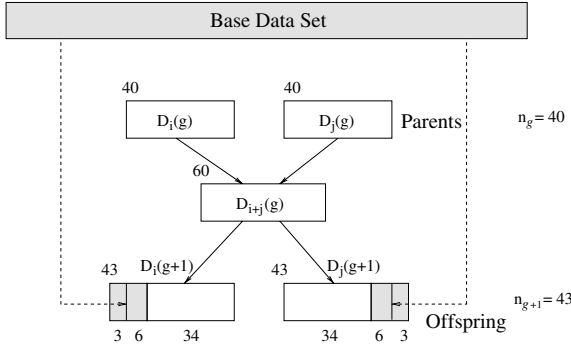 Base Data Set
40
40
D_i(g)
D_j(g)
Parents
n_g = 40
60
D_{i+j}(g)
43
D_i(g+1)
43
D_j(g+1)
n_{g+1} = 43
Offspring
3 6 34
34 6 3